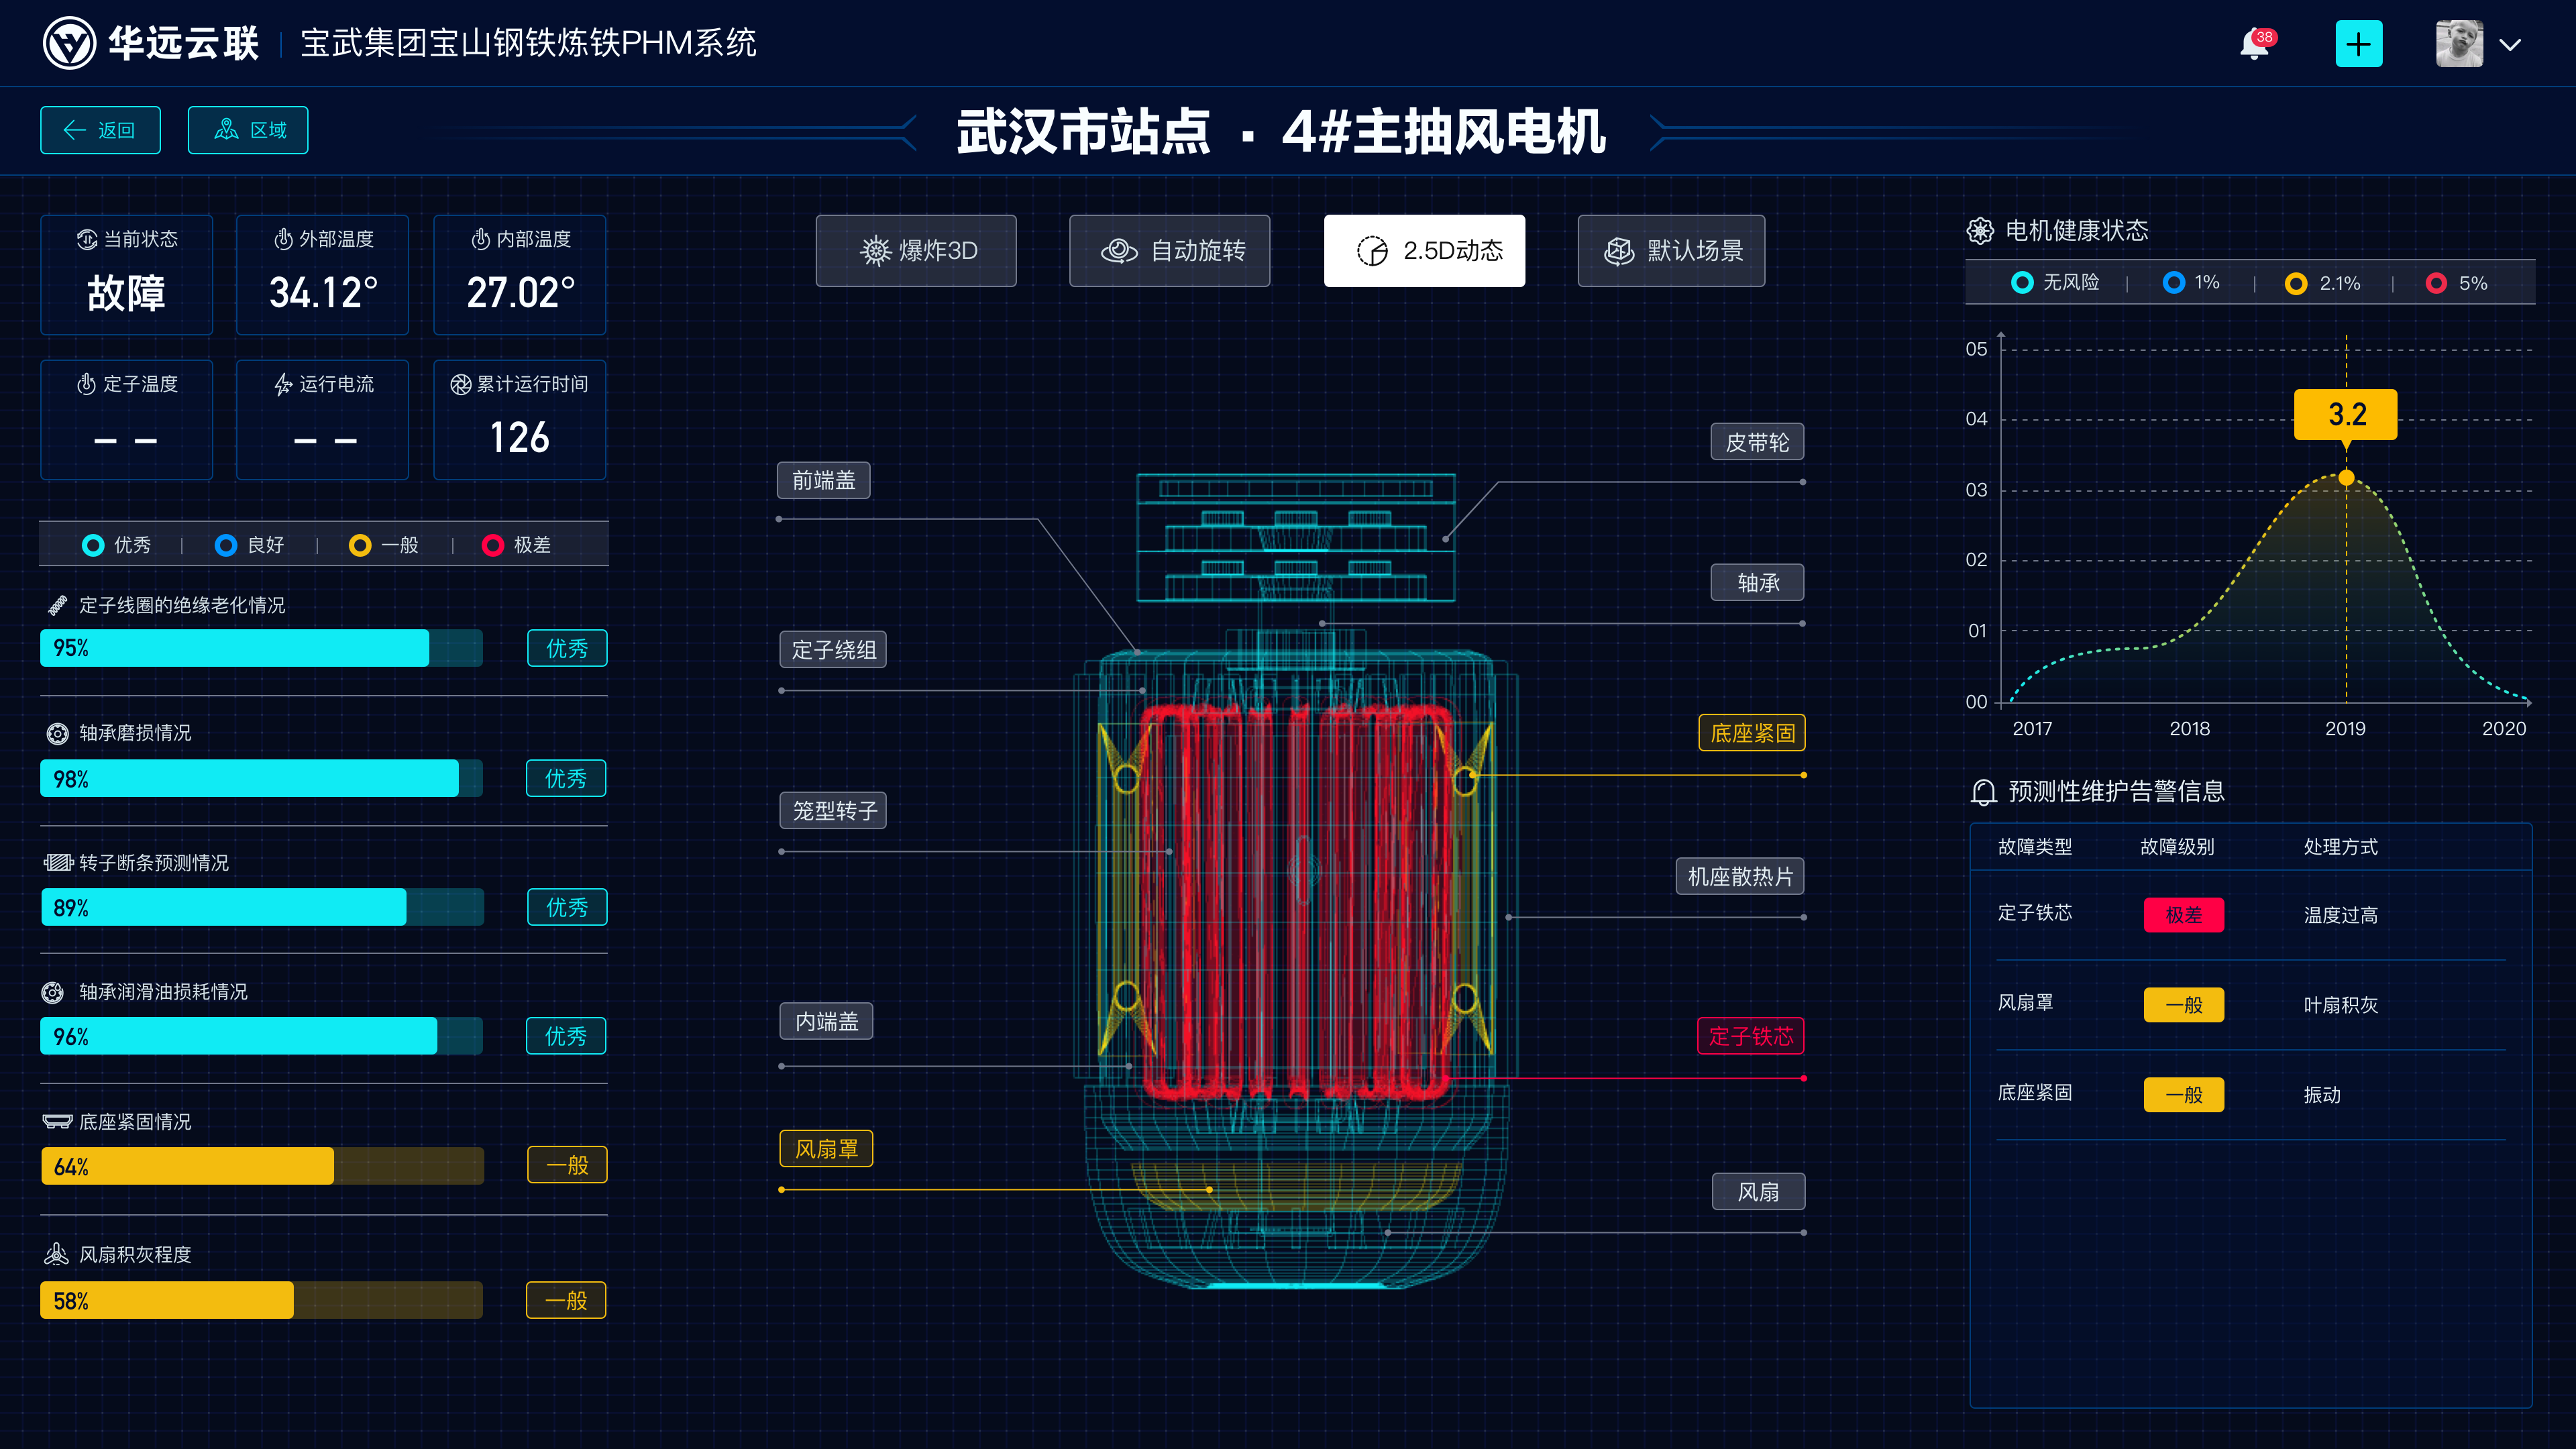 华远云联
宝武集团宝山钢铁炼铁PHM系统
38
返回
区域
武汉市站点 · 4#主抽风电机
当前状态
故障
外部温度
34.12°
内部温度
27.02°
定子温度
– –
运行电流
– –
累计运行时间
126
优秀 | 良好 | 一般 | 极差
定子线圈的绝缘老化情况
95%
优秀
轴承磨损情况
98%
优秀
转子断条预测情况
89%
优秀
轴承润滑油损耗情况
96%
优秀
底座紧固情况
64%
一般
风扇积灰程度
58%
一般
爆炸3D
自动旋转
2.5D动态
默认场景
前端盖
定子绕组
笼型转子
内端盖
风扇罩
皮带轮
轴承
底座紧固
机座散热片
定子铁芯
风扇
电机健康状态
无风险 | 1% | 2.1% | 5%
05
04
03
02
01
00
3.2
2017 2018 2019 2020
预测性维护告警信息
故障类型 故障级别 处理方式
定子铁芯 极差 温度过高
风扇罩 一般 叶扇积灰
底座紧固 一般 振动